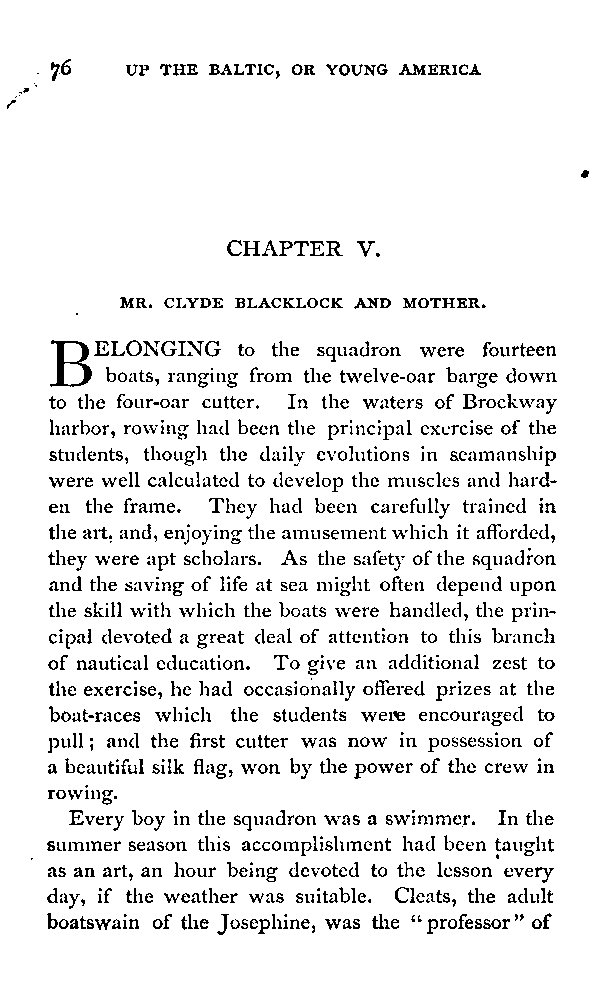 76 UP THE BALTIC, OR YOUNG AMERICA
CHAPTER V.
MR. CLYDE BLACKLOCK AND MOTHER.
BELONGING to the squadron were fourteen
boats, ranging from the twelve-oar barge down
to the four-oar cutter. In the waters of Brockway
harbor, rowing had been the principal exercise of the
students, though the daily evolutions in seamanship
were well calculated to develop the muscles and hard-
en the frame. They had been carefully trained in
the art, and, enjoying the amusement which it afforded,
they were apt scholars. As the safety of the squadron
and the saving of life at sea might often depend upon
the skill with which the boats were handled, the prin-
cipal devoted a great deal of attention to this branch
of nautical education. To give an additional zest to
the exercise, he had occasionally offered prizes at the
boat-races which the students were encouraged to
pull; and the first cutter was now in possession of
a beautiful silk flag, won by the power of the crew in
rowing.
Every boy in the squadron was a swimmer. In the
summer season this accomplishment had been taught
as an art, an hour being devoted to the lesson every
day, if the weather was suitable. Cleats, the adult
boatswain of the Josephine, was the "professor" of